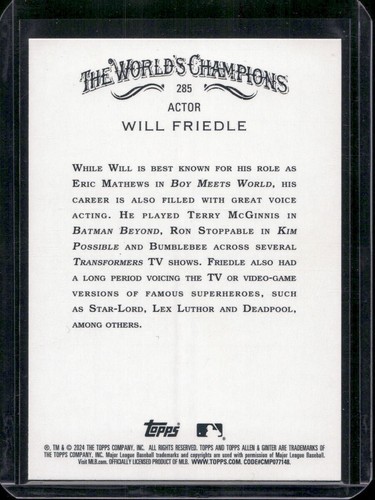 THE WORLD'S CHAMPIONS
285
ACTOR
WILL FRIEDLE
WHILE WILL IS BEST KNOWN FOR HIS ROLE AS
ERIC MATHEWS IN BOY MEETS WORLD, HIS
CAREER IS ALSO FILLED WITH GREAT VOICE
ACTING. HE PLAYED TERRY MCGINNIS IN
BATMAN BEYOND, RON STOPPABLE IN KIM
POSSIBLE AND BUMBLEBEE ACROSS SEVERAL
TRANSFORMERS TV SHOWS. FRIEDLE ALSO HAD
A LONG PERIOD VOICING THE TV OR VIDEO-GAME
VERSIONS OF FAMOUS SUPERHEROES, SUCH
AS STAR-LORD, LEX LUTHOR AND DEADPOOL,
AMONG OTHERS.
Topps
®, TM & © 2024 THE TOPPS COMPANY, INC. ALL RIGHTS RESERVED. TOPPS AND TOPPS ALLEN & GINTER ARE TRADEMARKS OF
THE TOPPS COMPANY, INC. Major League Baseball trademarks and copyrights are used with permission of Major League Baseball.
Visit MLB.com. OFFICIALLY LICENSED PRODUCT OF MLB. WWW.TOPPS.COM. CODE#CMP077148.